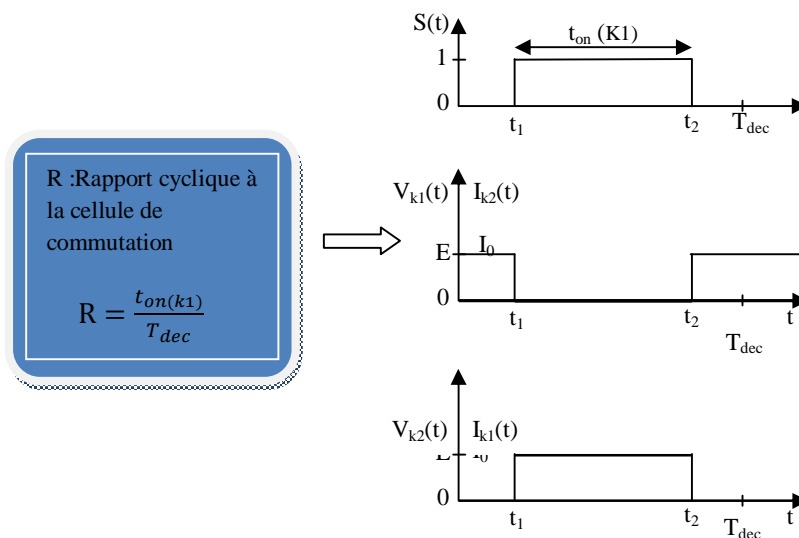 S(t)
t_on (K1)
1
0
t₁
t₂
T_dec
R :Rapport cyclique à
la cellule de
commutation
R = t_on(k1) / T_dec
V_k1(t)
I_k2(t)
E
I₀
0
t₁
t₂
t
T_dec
V_k2(t)
I_k1(t)
E
I₀
0
t₁
t₂
t
T_dec